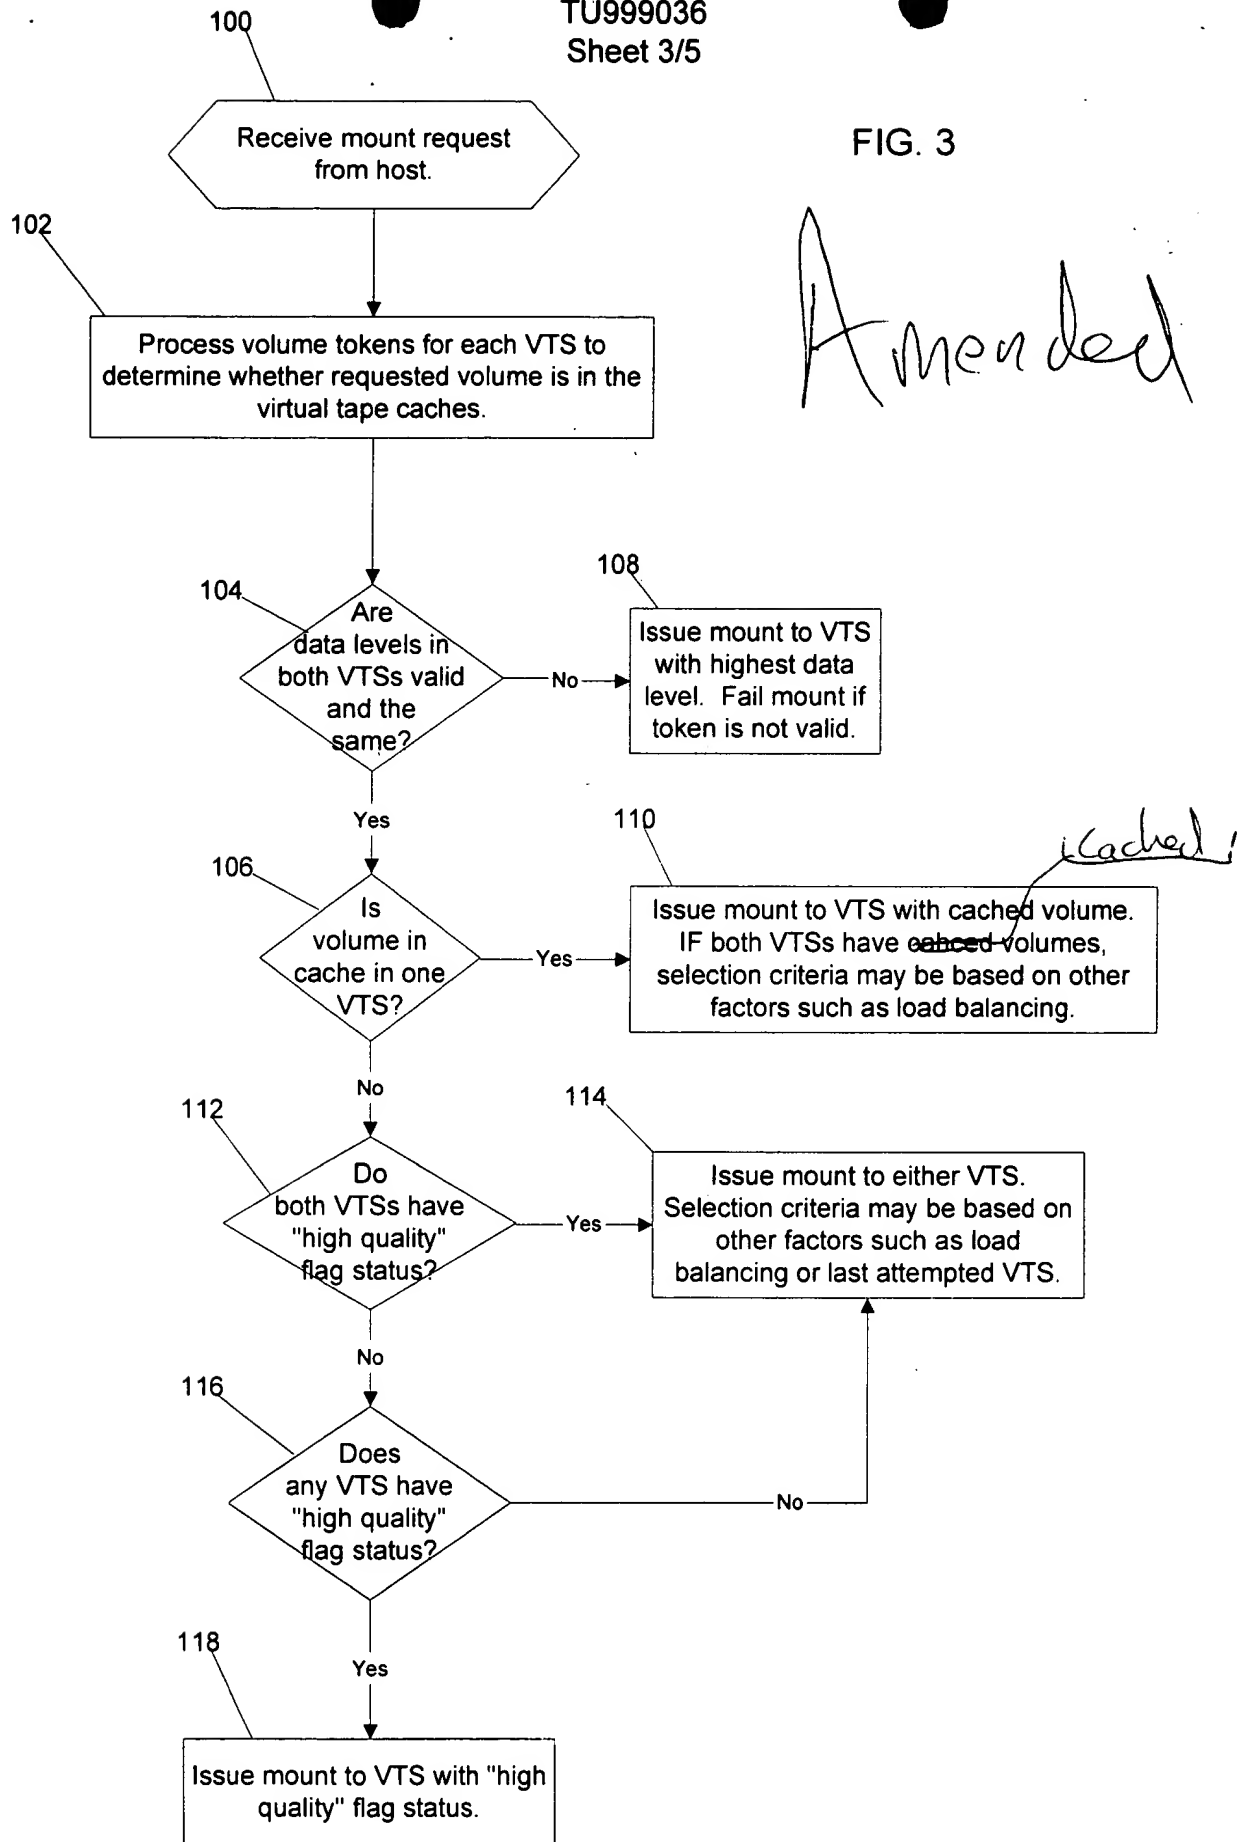 TU999036
Sheet 3/5
100
Receive mount request
from host.
FIG. 3
Amended
102
Process volume tokens for each VTS to
determine whether requested volume is in the
virtual tape caches.
104
Are
data levels in
both VTSs valid
and the
same?
No
108
Issue mount to VTS
with highest data
level. Fail mount if
token is not valid.
Yes
106
Is
volume in
cache in one
VTS?
Yes
110
cached
Issue mount to VTS with cached volume.
IF both VTSs have cahced volumes,
selection criteria may be based on other
factors such as load balancing.
No
112
Do
both VTSs have
"high quality"
flag status?
Yes
114
Issue mount to either VTS.
Selection criteria may be based on
other factors such as load
balancing or last attempted VTS.
No
116
Does
any VTS have
"high quality"
flag status?
No
Yes
118
Issue mount to VTS with "high
quality" flag status.